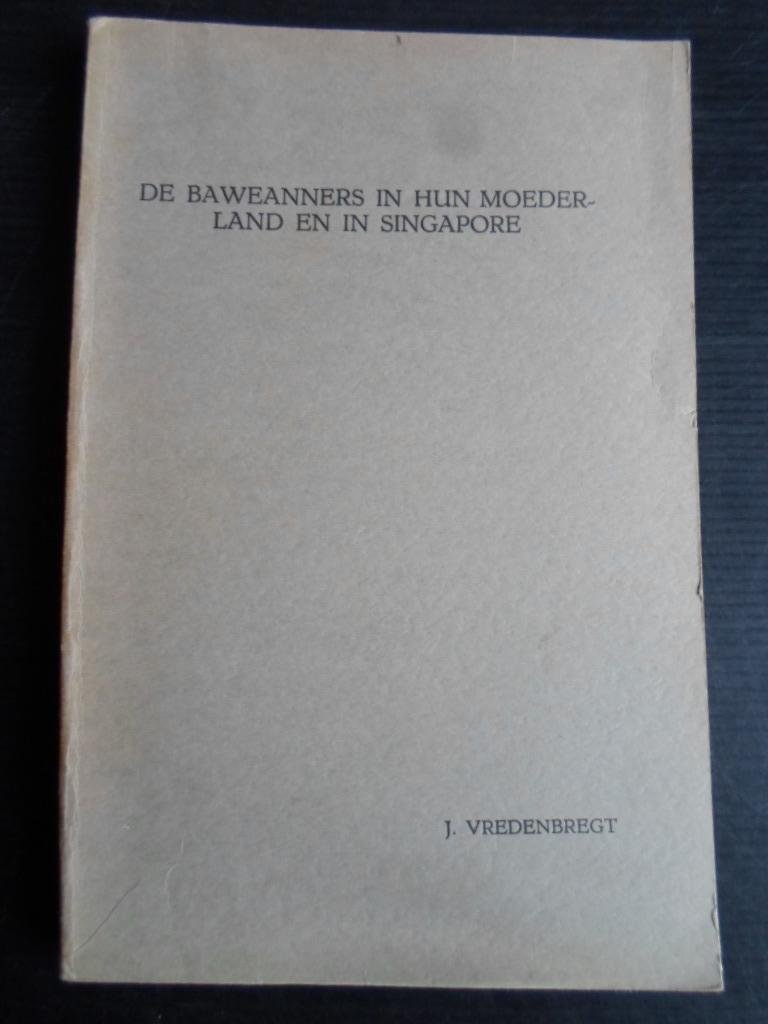 DE BAWEANNERS IN HUN MOEDER-
LAND EN IN SINGAPORE
J. VREDENBREGT